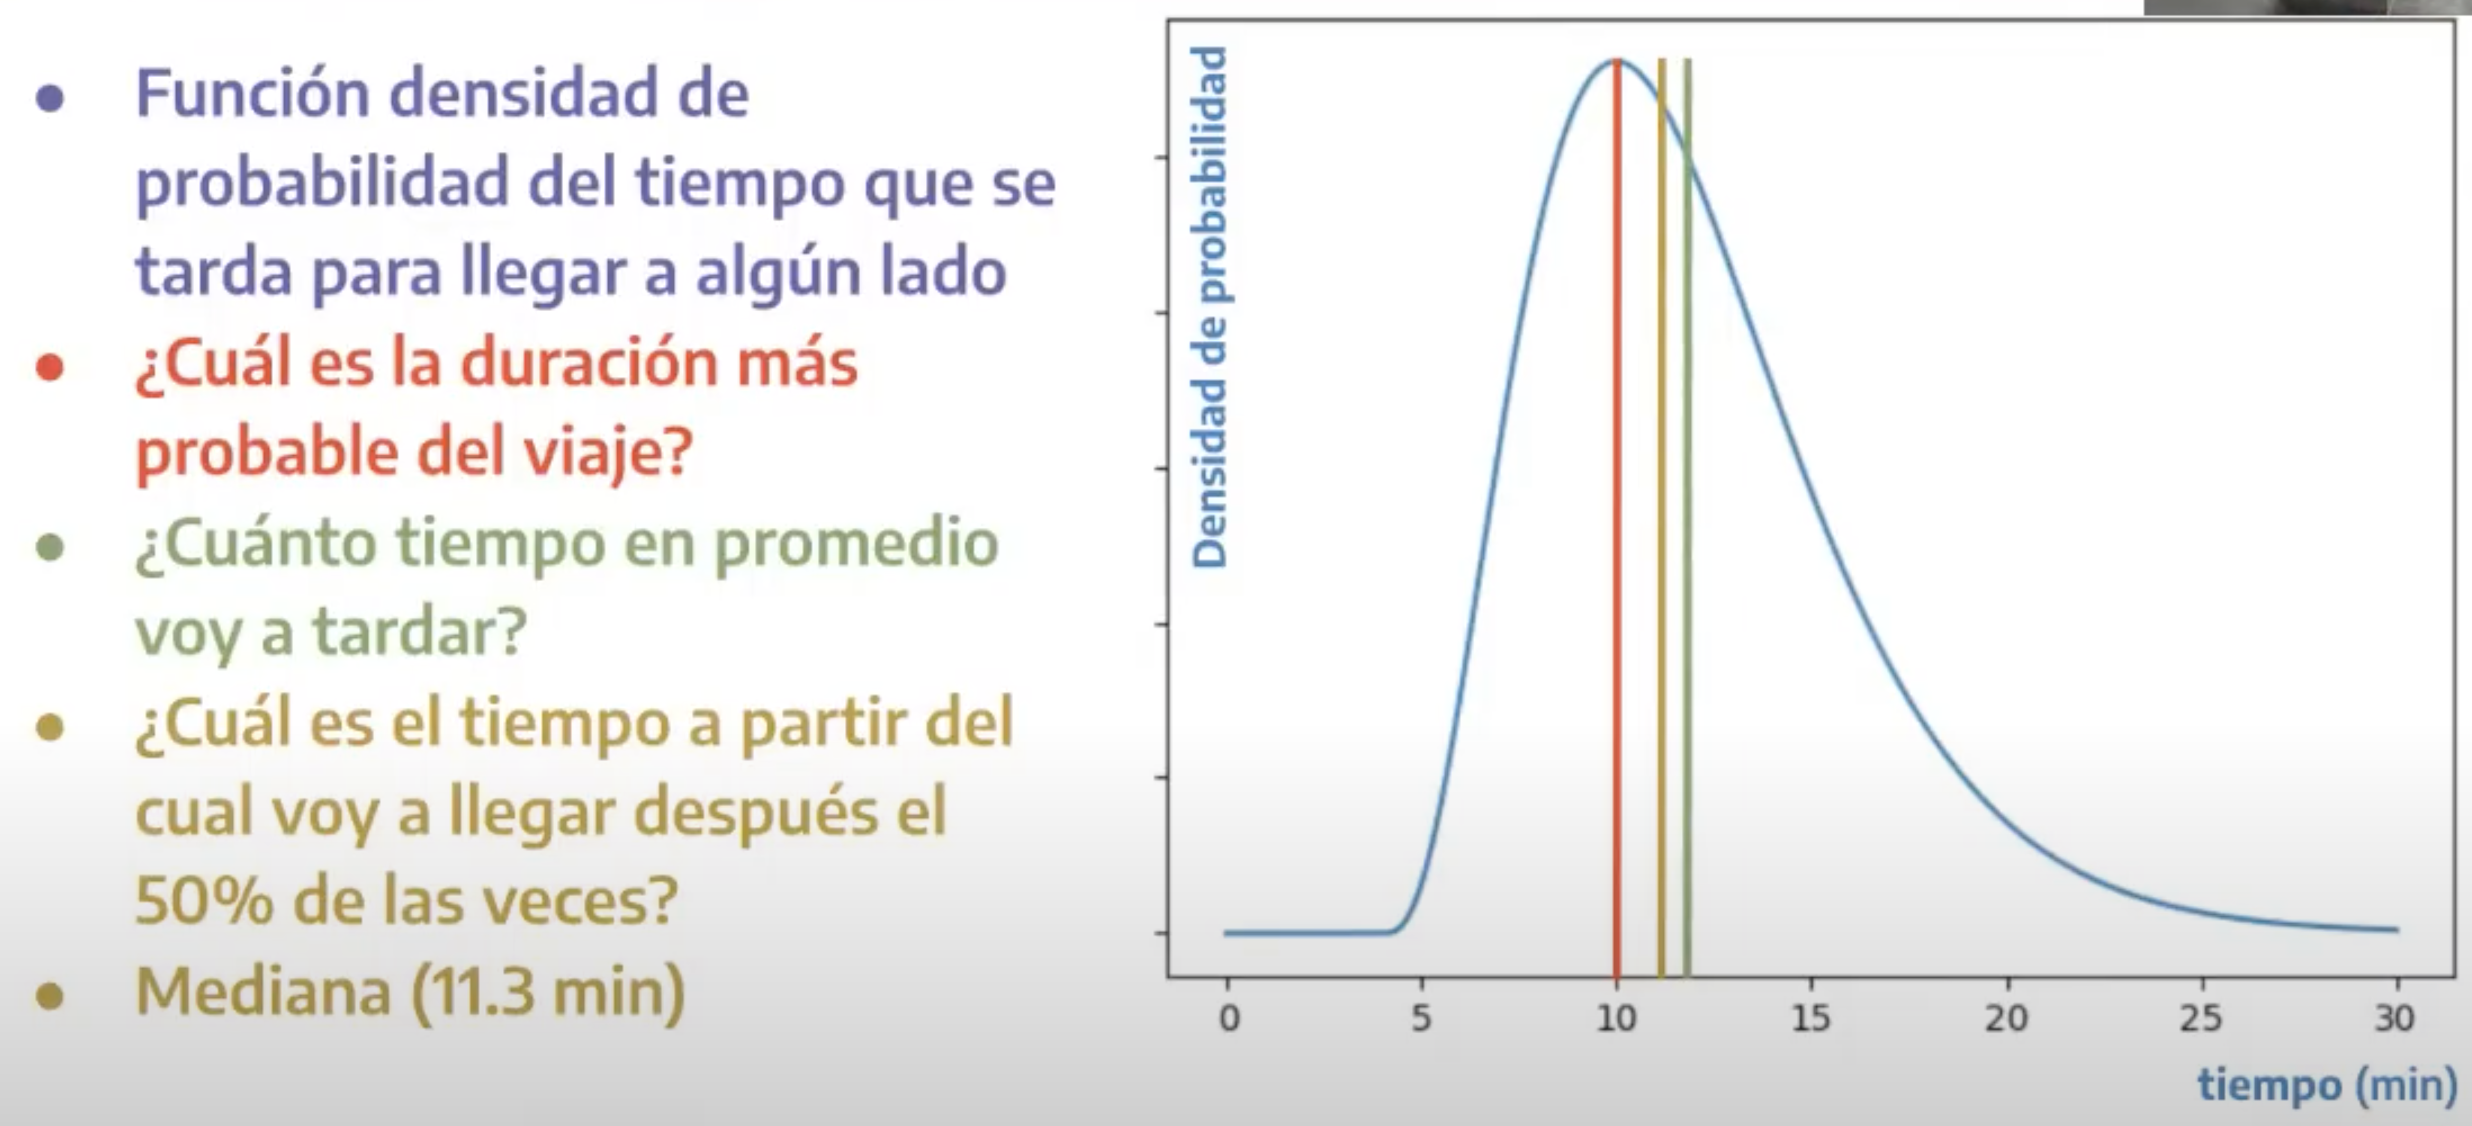 Función densidad de
probabilidad del tiempo que se
tarda para llegar a algún lado
¿Cuál es la duración más
probable del viaje?
¿Cuánto tiempo en promedio
voy a tardar?
¿Cuál es el tiempo a partir del
cual voy a llegar después el
50% de las veces?
Mediana (11.3 min)
Densidad de probabilidad
0 5 10 15 20 25 30
tiempo (min)